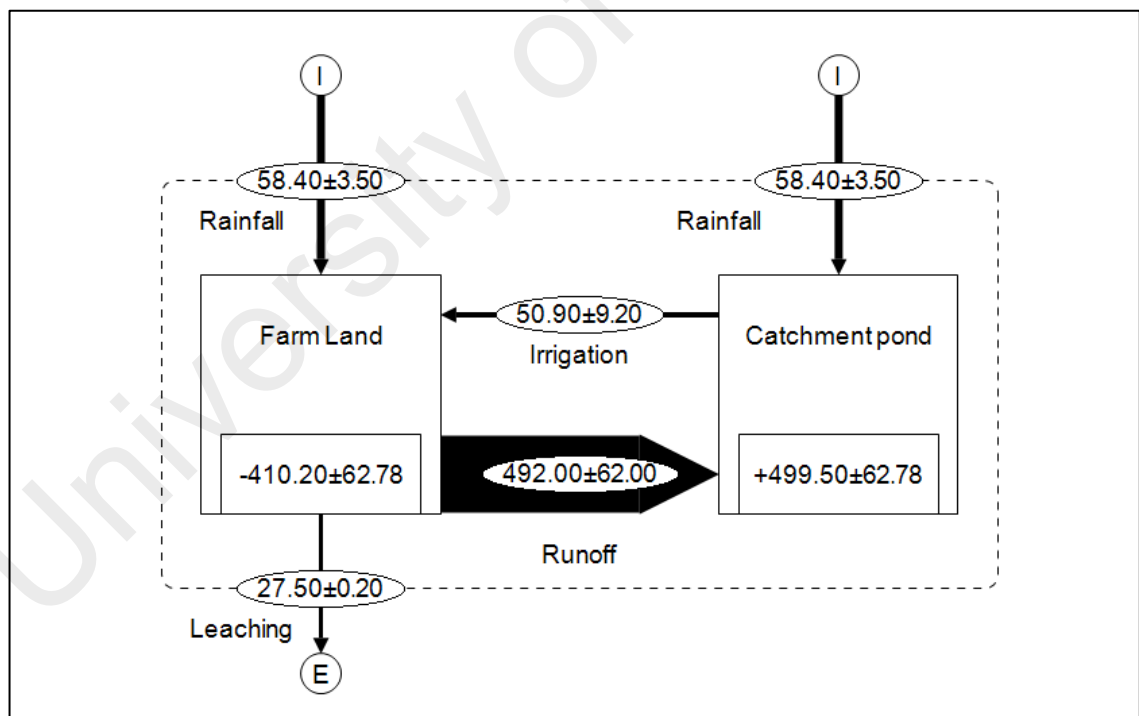 University of
I
I
58.40±3.50
58.40±3.50
Rainfall
Rainfall
50.90±9.20
Farm Land
Irrigation
Catchment pond
-410.20±62.78
492.00±62.00
+499.50±62.78
Runoff
27.50±0.20
Leaching
E